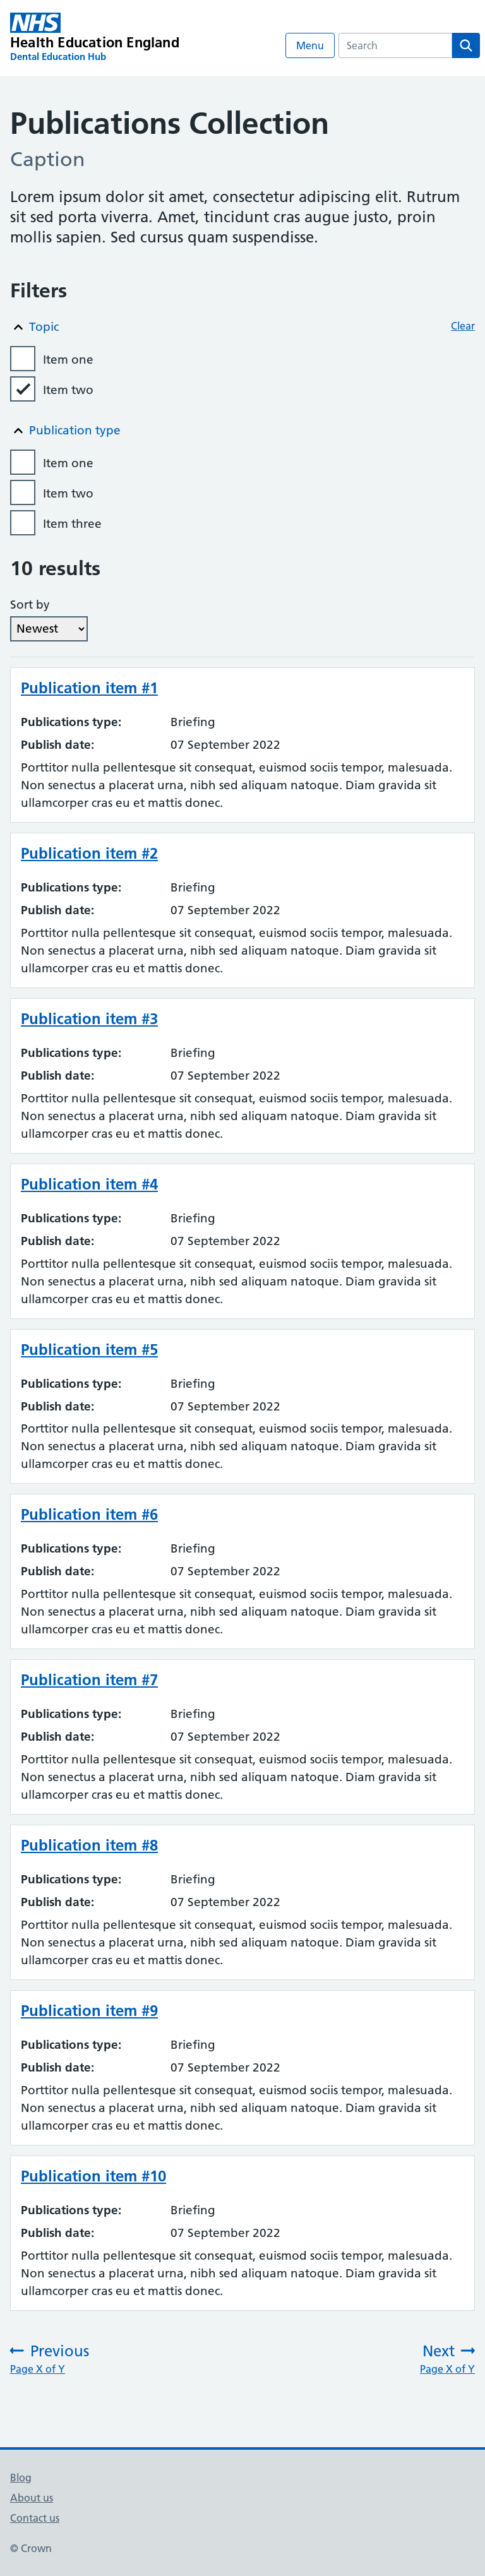 NHS
Health Education England
Dental Education Hub
Menu
Search
Publications Collection
Caption
Lorem ipsum dolor sit amet, consectetur adipiscing elit. Rutrum
sit sed porta viverra. Amet, tincidunt cras augue justo, proin
mollis sapien. Sed cursus quam suspendisse.
Filters
Topic
Clear
Item one
Item two
Publication type
Item one
Item two
Item three
10 results
Sort by
Newest
Publication item #1
Publications type: Briefing
Publish date: 07 September 2022
Porttitor nulla pellentesque sit consequat, euismod sociis tempor, malesuada.
Non senectus a placerat urna, nibh sed aliquam natoque. Diam gravida sit
ullamcorper cras eu et mattis donec.
Publication item #2
Publications type: Briefing
Publish date: 07 September 2022
Porttitor nulla pellentesque sit consequat, euismod sociis tempor, malesuada.
Non senectus a placerat urna, nibh sed aliquam natoque. Diam gravida sit
ullamcorper cras eu et mattis donec.
Publication item #3
Publications type: Briefing
Publish date: 07 September 2022
Porttitor nulla pellentesque sit consequat, euismod sociis tempor, malesuada.
Non senectus a placerat urna, nibh sed aliquam natoque. Diam gravida sit
ullamcorper cras eu et mattis donec.
Publication item #4
Publications type: Briefing
Publish date: 07 September 2022
Porttitor nulla pellentesque sit consequat, euismod sociis tempor, malesuada.
Non senectus a placerat urna, nibh sed aliquam natoque. Diam gravida sit
ullamcorper cras eu et mattis donec.
Publication item #5
Publications type: Briefing
Publish date: 07 September 2022
Porttitor nulla pellentesque sit consequat, euismod sociis tempor, malesuada.
Non senectus a placerat urna, nibh sed aliquam natoque. Diam gravida sit
ullamcorper cras eu et mattis donec.
Publication item #6
Publications type: Briefing
Publish date: 07 September 2022
Porttitor nulla pellentesque sit consequat, euismod sociis tempor, malesuada.
Non senectus a placerat urna, nibh sed aliquam natoque. Diam gravida sit
ullamcorper cras eu et mattis donec.
Publication item #7
Publications type: Briefing
Publish date: 07 September 2022
Porttitor nulla pellentesque sit consequat, euismod sociis tempor, malesuada.
Non senectus a placerat urna, nibh sed aliquam natoque. Diam gravida sit
ullamcorper cras eu et mattis donec.
Publication item #8
Publications type: Briefing
Publish date: 07 September 2022
Porttitor nulla pellentesque sit consequat, euismod sociis tempor, malesuada.
Non senectus a placerat urna, nibh sed aliquam natoque. Diam gravida sit
ullamcorper cras eu et mattis donec.
Publication item #9
Publications type: Briefing
Publish date: 07 September 2022
Porttitor nulla pellentesque sit consequat, euismod sociis tempor, malesuada.
Non senectus a placerat urna, nibh sed aliquam natoque. Diam gravida sit
ullamcorper cras eu et mattis donec.
Publication item #10
Publications type: Briefing
Publish date: 07 September 2022
Porttitor nulla pellentesque sit consequat, euismod sociis tempor, malesuada.
Non senectus a placerat urna, nibh sed aliquam natoque. Diam gravida sit
ullamcorper cras eu et mattis donec.
Previous
Page X of Y
Next
Page X of Y
Blog
About us
Contact us
© Crown